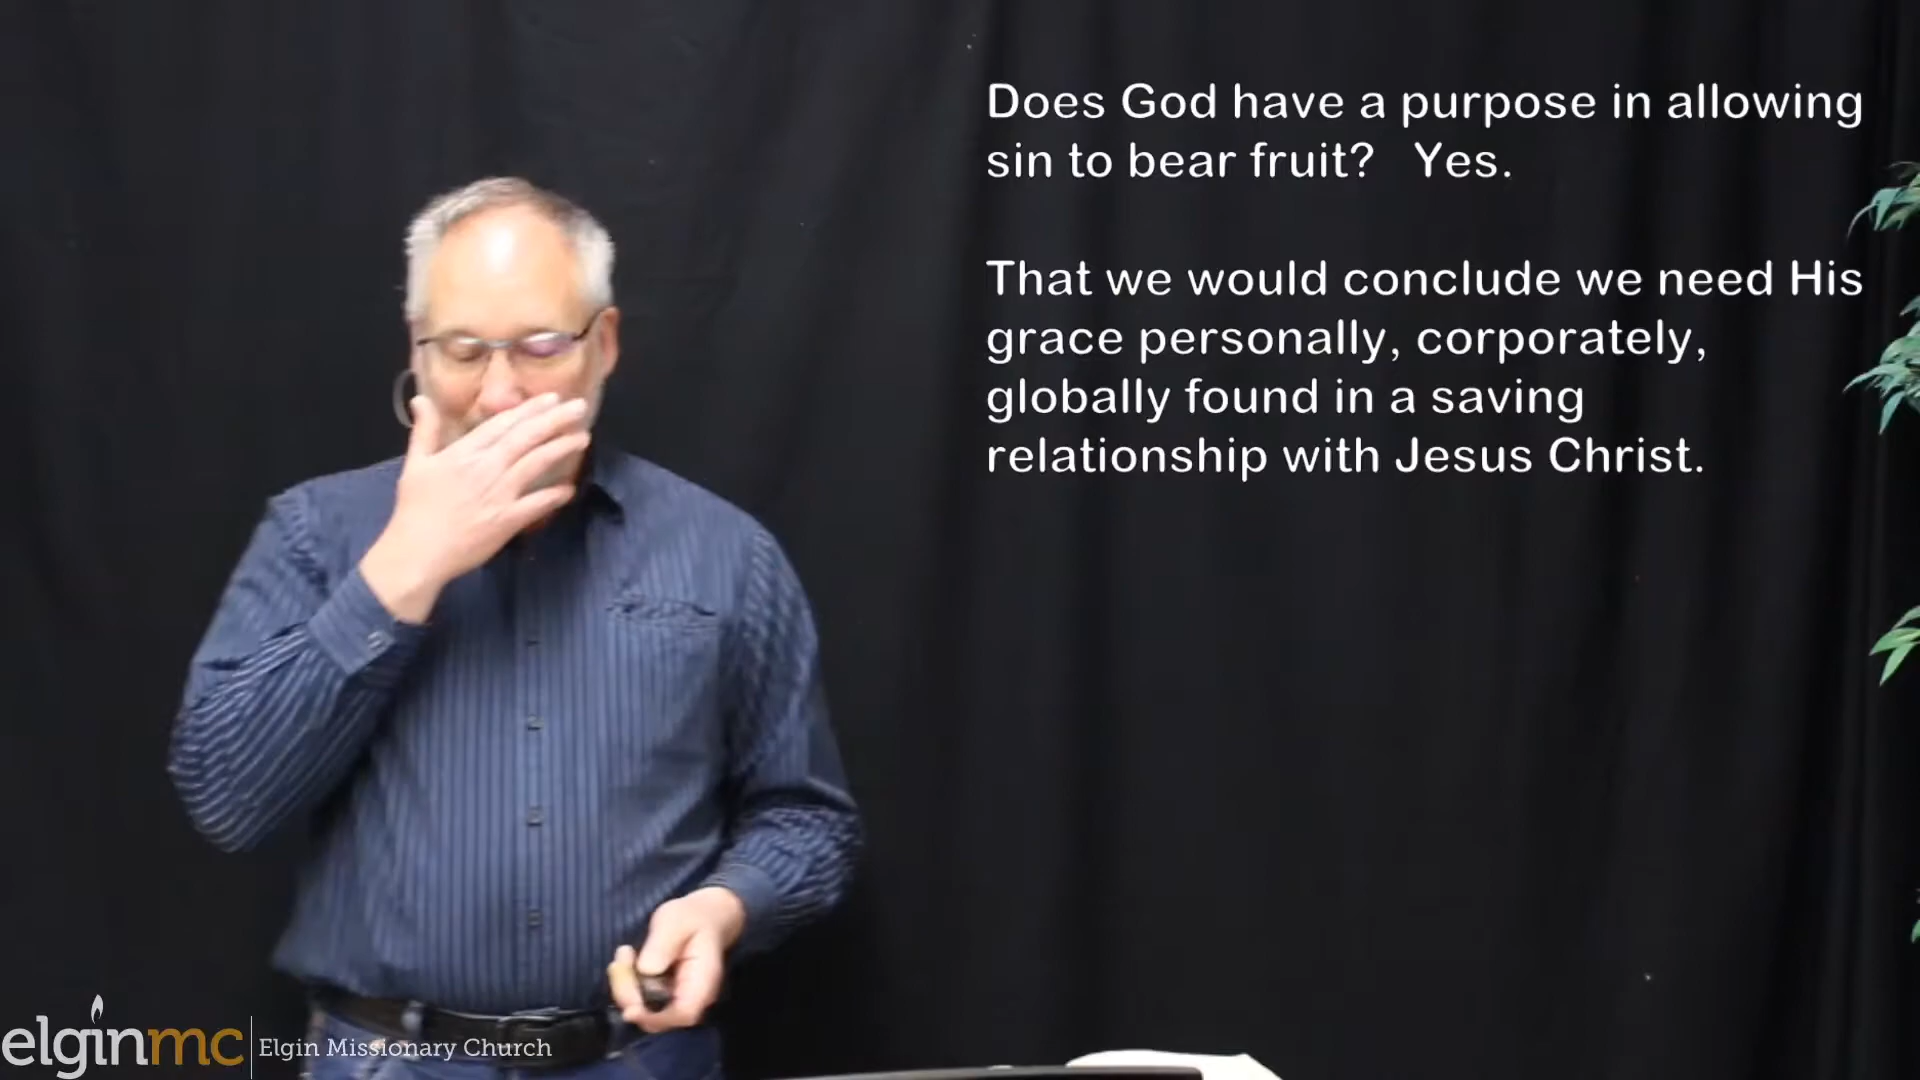 Does God have a purpose in allowing
sin to bear fruit? Yes.
That we would conclude we need His
grace personally, corporately,
globally found in a saving
relationship with Jesus Christ.
elginmc Elgin Missionary Church